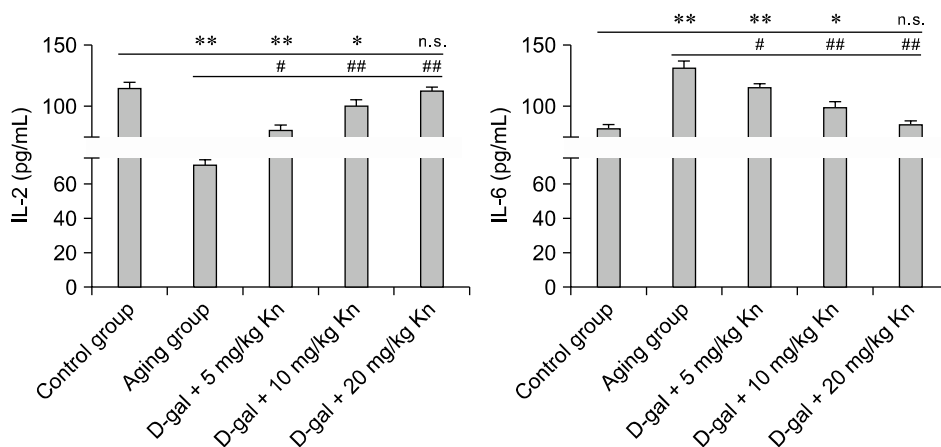 150
**
**
*
n.s.
#
##
##
100
60
40
20
0
IL-2 (pg/mL)
Control group
Aging group
D-gal + 5 mg/kg Kn
D-gal + 10 mg/kg Kn
D-gal + 20 mg/kg Kn
150
**
**
*
n.s.
#
##
##
100
60
40
20
0
IL-6 (pg/mL)
Control group
Aging group
D-gal + 5 mg/kg Kn
D-gal + 10 mg/kg Kn
D-gal + 20 mg/kg Kn